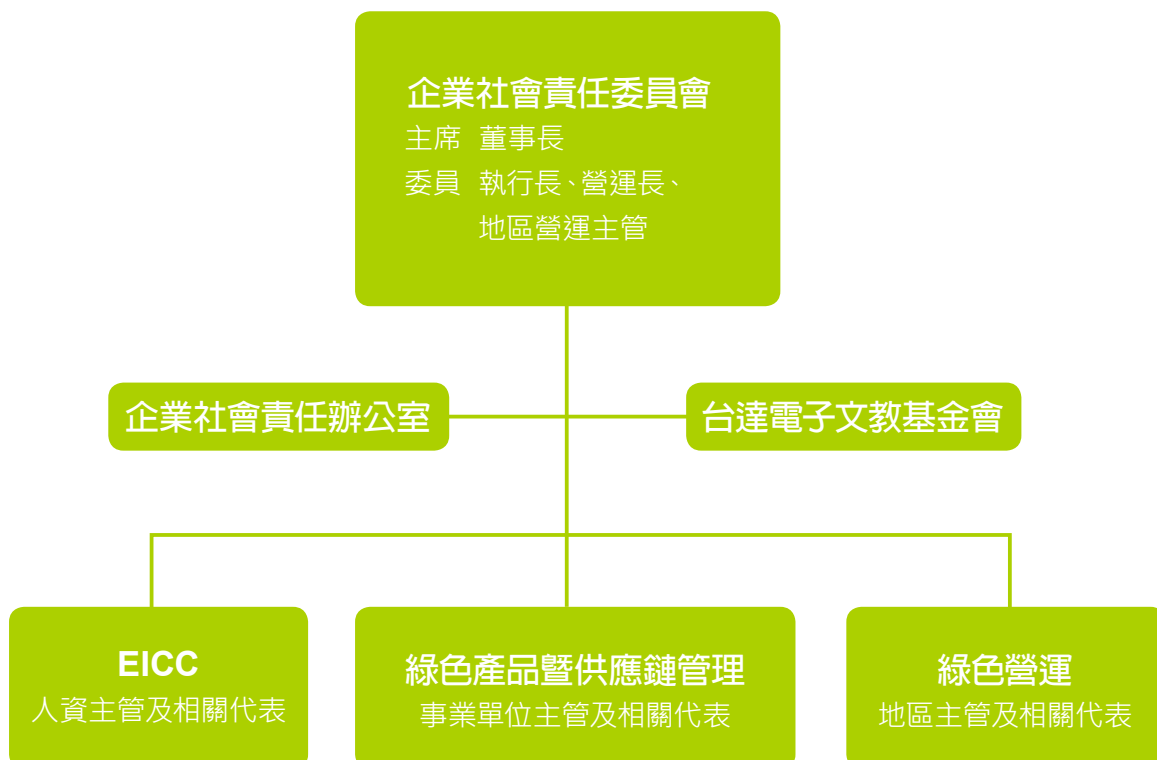 企業社會責任委員會
主席 董事長
委員 執行長、營運長、
地區營運主管
企業社會責任辦公室
台達電子文教基金會
EICC
人資主管及相關代表
綠色產品暨供應鏈管理
事業單位主管及相關代表
綠色營運
地區主管及相關代表